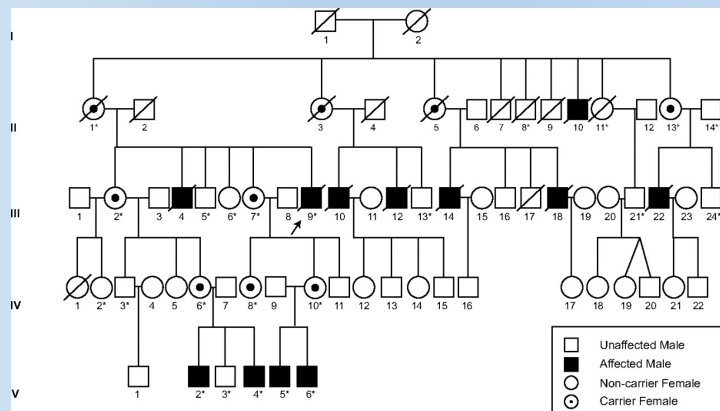 I
1 2
II
1* 2 3 4 5 6 7 8* 9 10 11* 12 13* 14*
III
1 2* 3 4 5* 6* 7* 8 9* 10 11 12 13* 14 15 16 17 18 19 20 21* 22 23 24*
IV
1 2* 3* 4 5 6* 7 8* 9 10* 11 12 13 14 15 16 17 18 19 20 21 22
Unaffected Male
Affected Male
Non-carrier Female
Carrier Female
V
1 2* 3* 4* 5* 6*